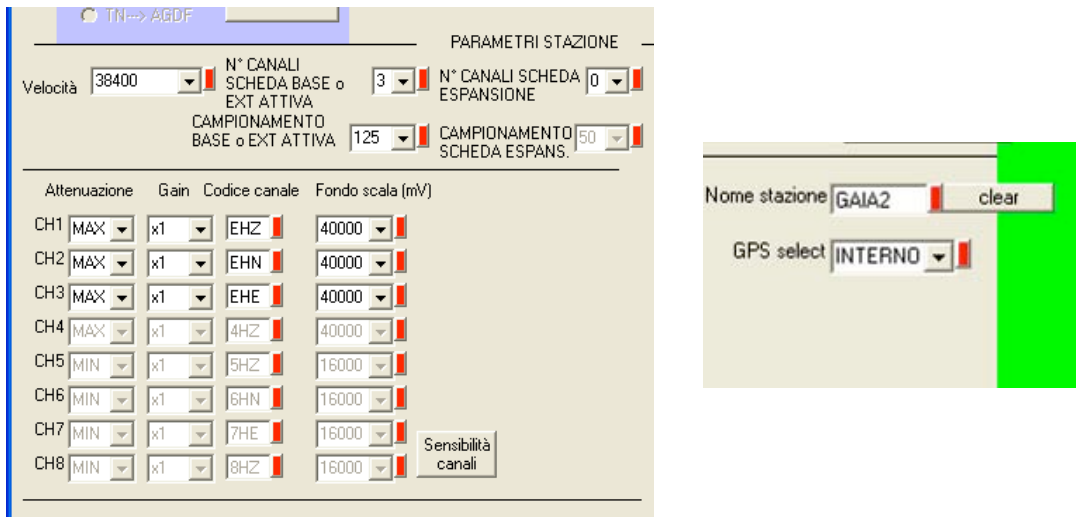 TN--> AGDF
PARAMETRI STAZIONE
Velocità 38400
N° CANALI
SCHEDA BASE o
EXT ATTIVA
3
N° CANALI SCHEDA
ESPANSIONE
0
CAMPIONAMENTO
BASE o EXT ATTIVA
125
CAMPIONAMENTO
SCHEDA ESPANS.
50
Attenuazione Gain Codice canale Fondo scala (mV)
CH1 MAX x1 EHZ 40000
CH2 MAX x1 EHN 40000
CH3 MAX x1 EHE 40000
CH4 MAX x1 4HZ 40000
CH5 MIN x1 5HZ 16000
CH6 MIN x1 6HN 16000
CH7 MIN x1 7HE 16000
CH8 MIN x1 8HZ 16000
Sensibilità
canali
Nome stazione GAIA2 clear
GPS select INTERNO